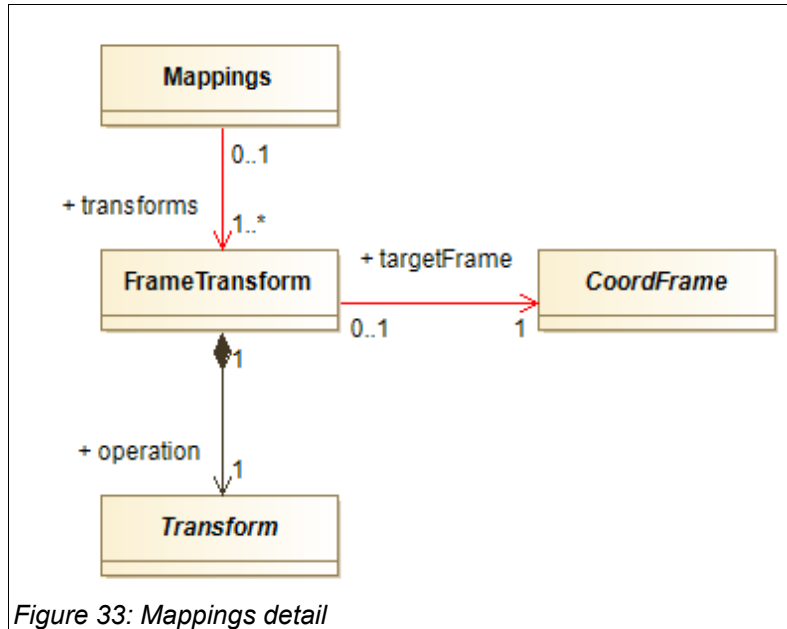 Mappings
0..1
+ transforms
1..*
FrameTransform
+ targetFrame
CoordFrame
0..1
1
1
+ operation
1
Transform
Figure 33: Mappings detail